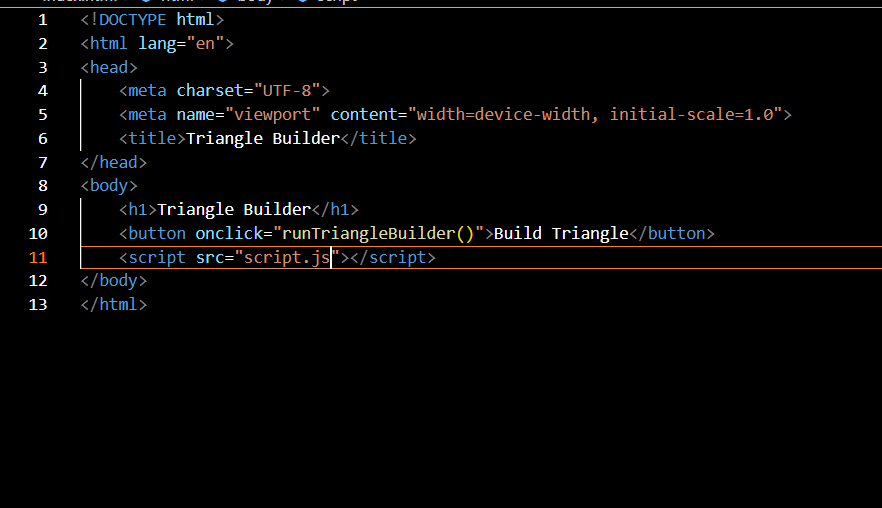 1 <!DOCTYPE html>
2 <html lang="en">
3 <head>
4     <meta charset="UTF-8">
5     <meta name="viewport" content="width=device-width, initial-scale=1.0">
6     <title>Triangle Builder</title>
7 </head>
8 <body>
9     <h1>Triangle Builder</h1>
10     <button onclick="runTriangleBuilder()">Build Triangle</button>
11     <script src="script.js"></script>
12 </body>
13 </html>